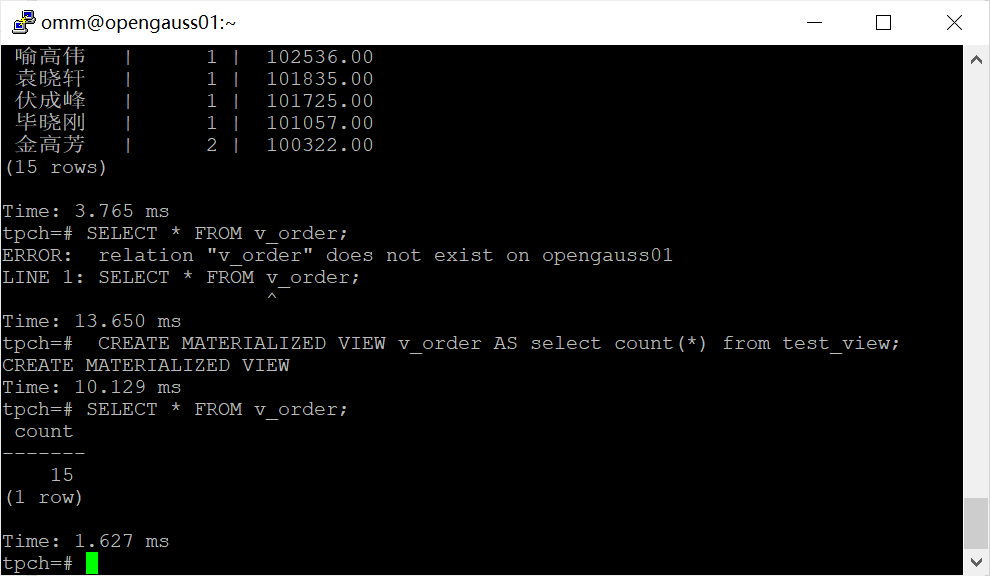 omm@opengauss01:~
喻高伟 | 1 | 102536.00
袁晓轩 | 1 | 101835.00
伏成峰 | 1 | 101725.00
毕晓刚 | 1 | 101057.00
金高芳 | 2 | 100322.00
(15 rows)
Time: 3.765 ms
tpch=# SELECT * FROM v_order;
ERROR:  relation "v_order" does not exist on opengauss01
LINE 1: SELECT * FROM v_order;
^
Time: 13.650 ms
tpch=#  CREATE MATERIALIZED VIEW v_order AS select count(*) from test_view;
CREATE MATERIALIZED VIEW
Time: 10.129 ms
tpch=# SELECT * FROM v_order;
count
-------
15
(1 row)
Time: 1.627 ms
tpch=#